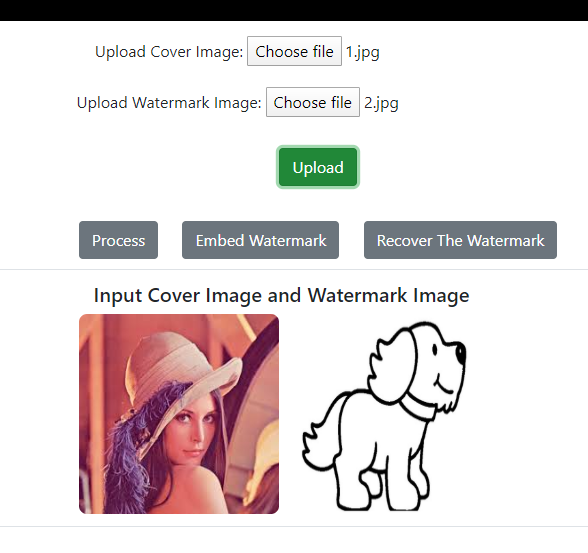 Upload Cover Image: Choose file 1.jpg
Upload Watermark Image: Choose file 2.jpg
Upload
Process Embed Watermark Recover The Watermark
Input Cover Image and Watermark Image